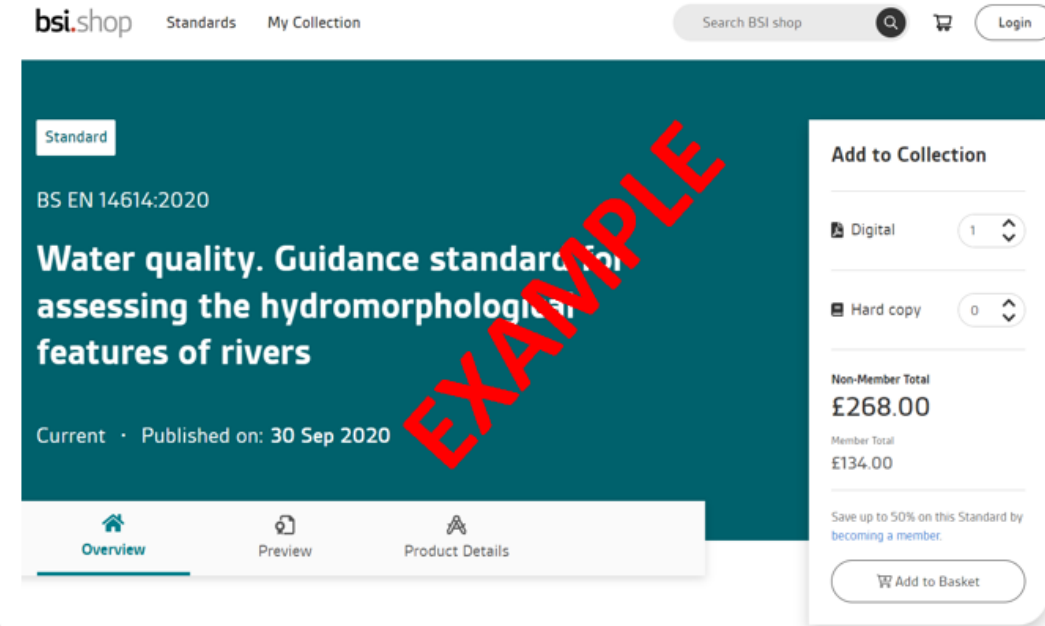 bsi.shop Standards My Collection Search BSI shop Login
Standard
BS EN 14614:2020
Water quality. Guidance standard for
assessing the hydromorphological
features of rivers
Current · Published on: 30 Sep 2020
EXAMPLE
Overview Preview Product Details
Add to Collection
Digital 1
Hard copy 0
Non-Member Total
£268.00
Member Total
£134.00
Save up to 50% on this Standard by
becoming a member.
Add to Basket